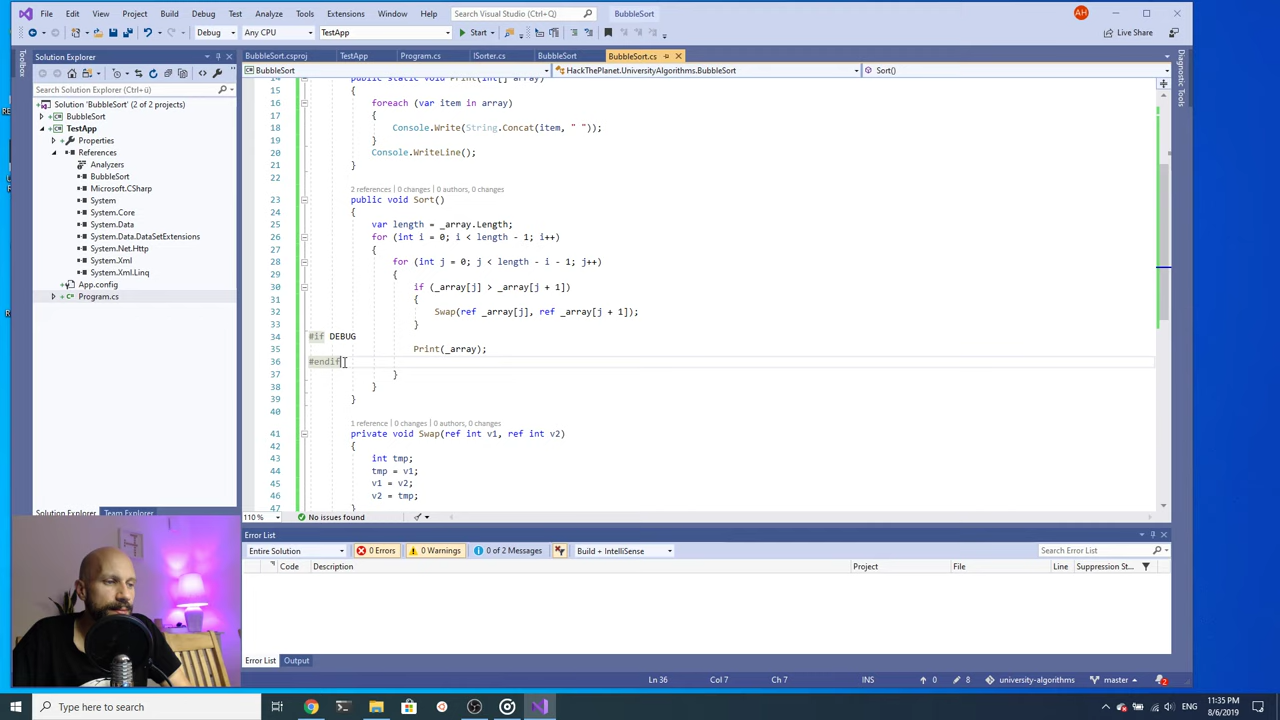 File Edit View Project Build Debug Test Analyze Tools Extensions Window Help Search Visual Studio (Ctrl+Q) BubbleSort AH
Debug Any CPU TestApp Start Live Share
Toolbox
Solution Explorer
Search Solution Explorer (Ctrl+ü)
Solution 'BubbleSort' (2 of 2 projects)
BubbleSort
TestApp
Properties
References
Analyzers
BubbleSort
Microsoft.CSharp
System
System.Core
System.Data
System.Data.DataSetExtensions
System.Net.Http
System.Xml
System.Xml.Linq
App.config
Program.cs
Solution Explorer Team Explorer
BubbleSort.csproj TestApp Program.cs ISorter.cs BubbleSort BubbleSort.cs
BubbleSort HackThePlanet.UniversityAlgorithms.BubbleSort Sort()
14 public static void Print(int[] array)
15 {
16 foreach (var item in array)
17 {
18 Console.Write(String.Concat(item, " "));
19 }
20 Console.WriteLine();
21 }
22
2 references | 0 changes | 0 authors, 0 changes
23 public void Sort()
24 {
25 var length = _array.Length;
26 for (int i = 0; i < length - 1; i++)
27 {
28 for (int j = 0; j < length - i - 1; j++)
29 {
30 if (_array[j] > _array[j + 1])
31 {
32 Swap(ref _array[j], ref _array[j + 1]);
33 }
34 #if DEBUG
35 Print(_array);
36 #endif
37 }
38 }
39 }
40
1 reference | 0 changes | 0 authors, 0 changes
41 private void Swap(ref int v1, ref int v2)
42 {
43 int tmp;
44 tmp = v1;
45 v1 = v2;
46 v2 = tmp;
47 }
110 % No issues found
Diagnostic Tools
Error List
Entire Solution 0 Errors 0 Warnings 0 of 2 Messages Build + IntelliSense Search Error List
Code Description Project File Line Suppression St...
Error List Output
Ln 36 Col 7 Ch 7 INS 0 8 university-algorithms master 2
Type here to search
11:35 PM
8/6/2019